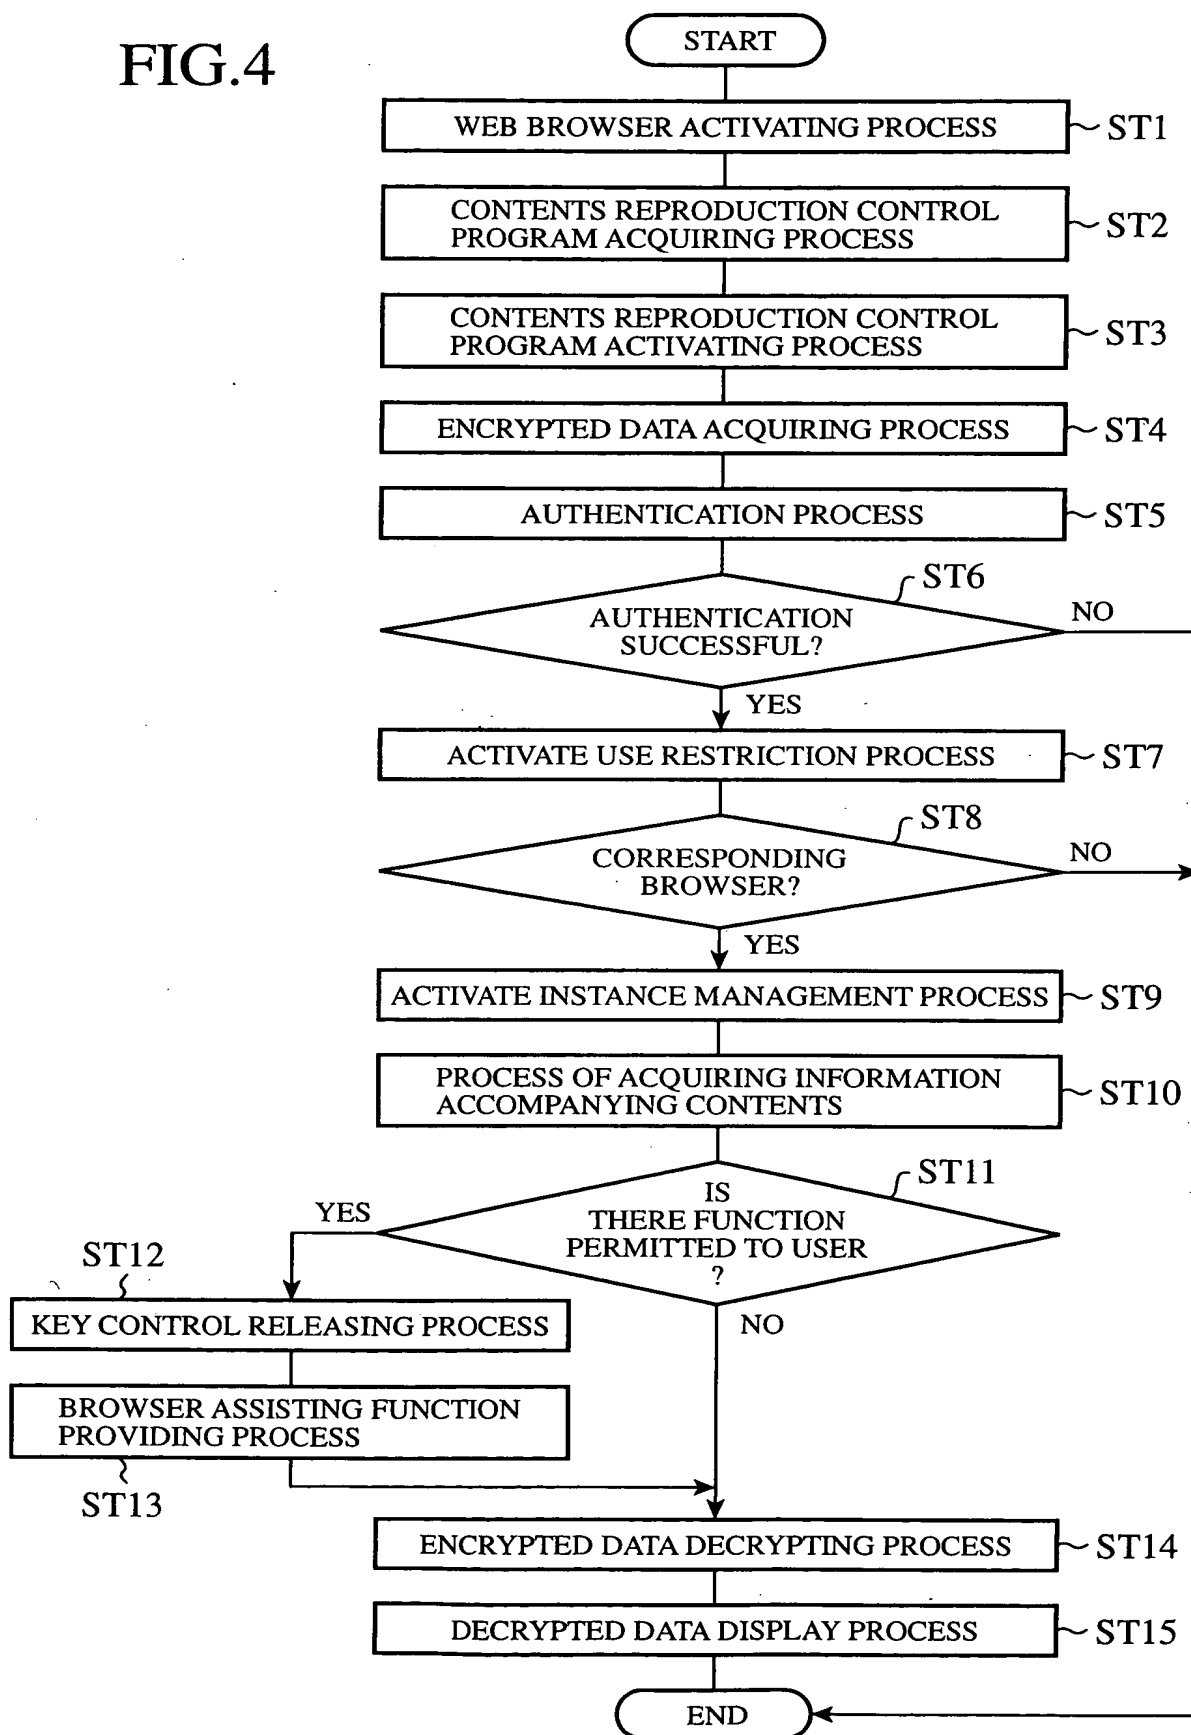 FIG.4
START
WEB BROWSER ACTIVATING PROCESS
ST1
CONTENTS REPRODUCTION CONTROL
PROGRAM ACQUIRING PROCESS
ST2
CONTENTS REPRODUCTION CONTROL
PROGRAM ACTIVATING PROCESS
ST3
ENCRYPTED DATA ACQUIRING PROCESS
ST4
AUTHENTICATION PROCESS
ST5
ST6
AUTHENTICATION
SUCCESSFUL?
NO
YES
ACTIVATE USE RESTRICTION PROCESS
ST7
ST8
CORRESPONDING
BROWSER?
NO
YES
ACTIVATE INSTANCE MANAGEMENT PROCESS
ST9
PROCESS OF ACQUIRING INFORMATION
ACCOMPANYING CONTENTS
ST10
ST11
IS
THERE FUNCTION
PERMITTED TO USER
?
YES
NO
ST12
KEY CONTROL RELEASING PROCESS
BROWSER ASSISTING FUNCTION
PROVIDING PROCESS
ST13
ENCRYPTED DATA DECRYPTING PROCESS
ST14
DECRYPTED DATA DISPLAY PROCESS
ST15
END